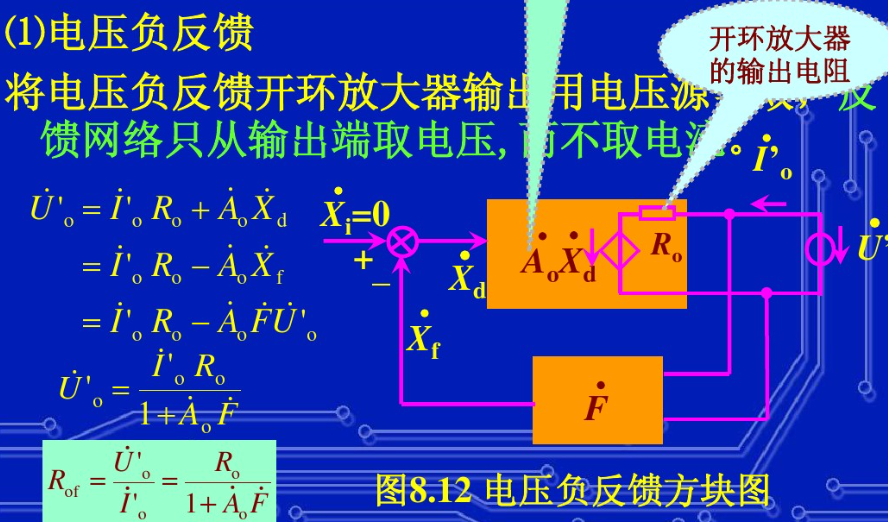 (1)电压负反馈
开环放大器
的输出电阻
将电压负反馈开环放大器输出用电压源
馈网络只从输出端取电压,而不取电流。
U̇'ₒ = İ'ₒ Rₒ + ȦₒẊd
= İ'ₒ Rₒ − ȦₒẊf
= İ'ₒ Rₒ − ȦₒḞU̇'ₒ
U̇'ₒ = İ'ₒ Rₒ / (1 + ȦₒḞ)
Rof = U̇'ₒ / İ'ₒ = Rₒ / (1 + ȦₒḞ)
İ'ₒ
Ẋi=0
+
−
Ẋd
ȦₒẊd
Rₒ
U̇'
Ẋf
Ḟ
图8.12 电压负反馈方块图